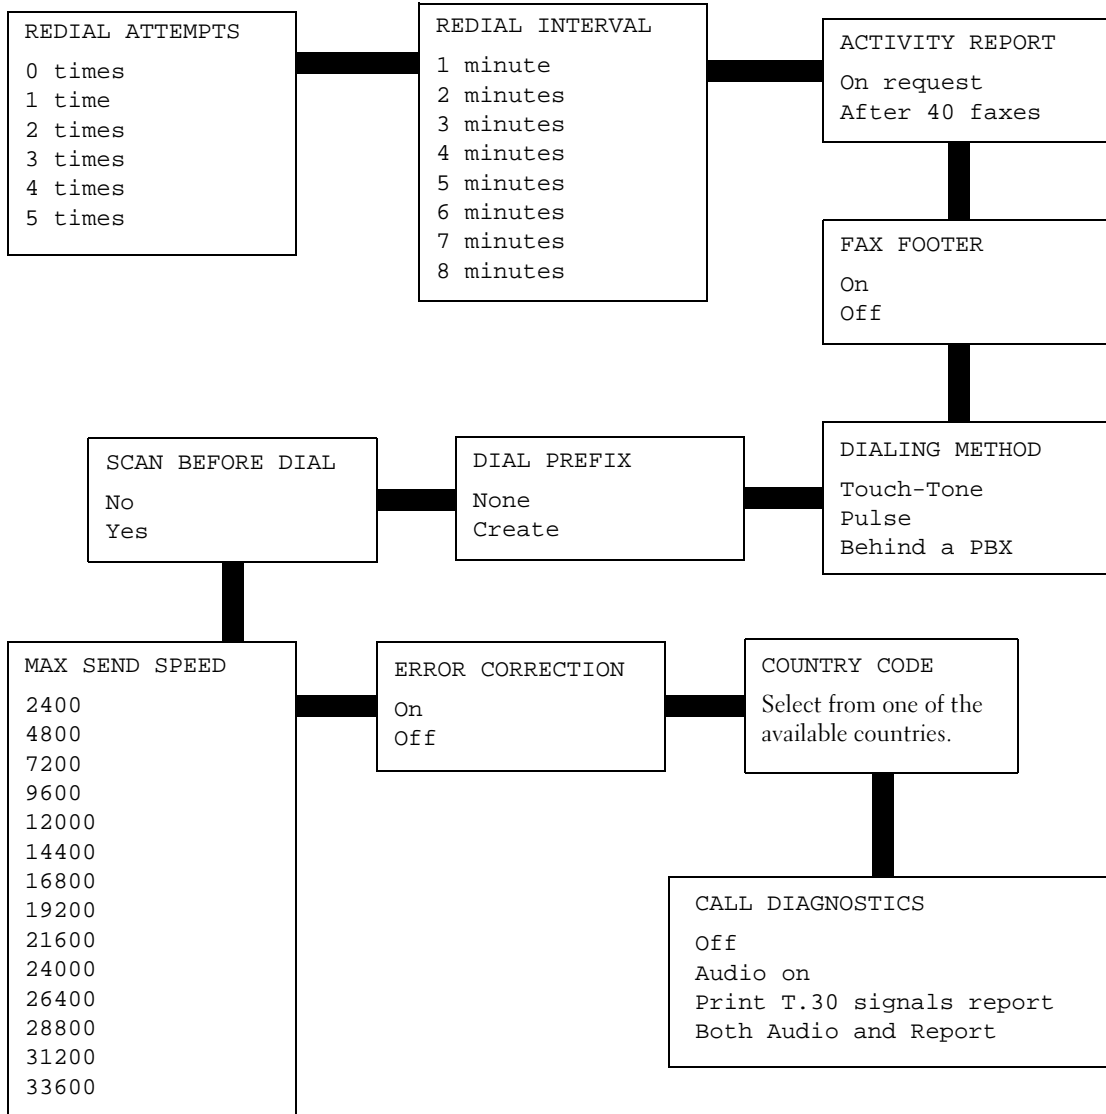 REDIAL ATTEMPTS
0 times
1 time
2 times
3 times
4 times
5 times
REDIAL INTERVAL
1 minute
2 minutes
3 minutes
4 minutes
5 minutes
6 minutes
7 minutes
8 minutes
ACTIVITY REPORT
On request
After 40 faxes
FAX FOOTER
On
Off
DIALING METHOD
Touch-Tone
Pulse
Behind a PBX
DIAL PREFIX
None
Create
SCAN BEFORE DIAL
No
Yes
MAX SEND SPEED
2400
4800
7200
9600
12000
14400
16800
19200
21600
24000
26400
28800
31200
33600
ERROR CORRECTION
On
Off
COUNTRY CODE
Select from one of the
available countries.
CALL DIAGNOSTICS
Off
Audio on
Print T.30 signals report
Both Audio and Report